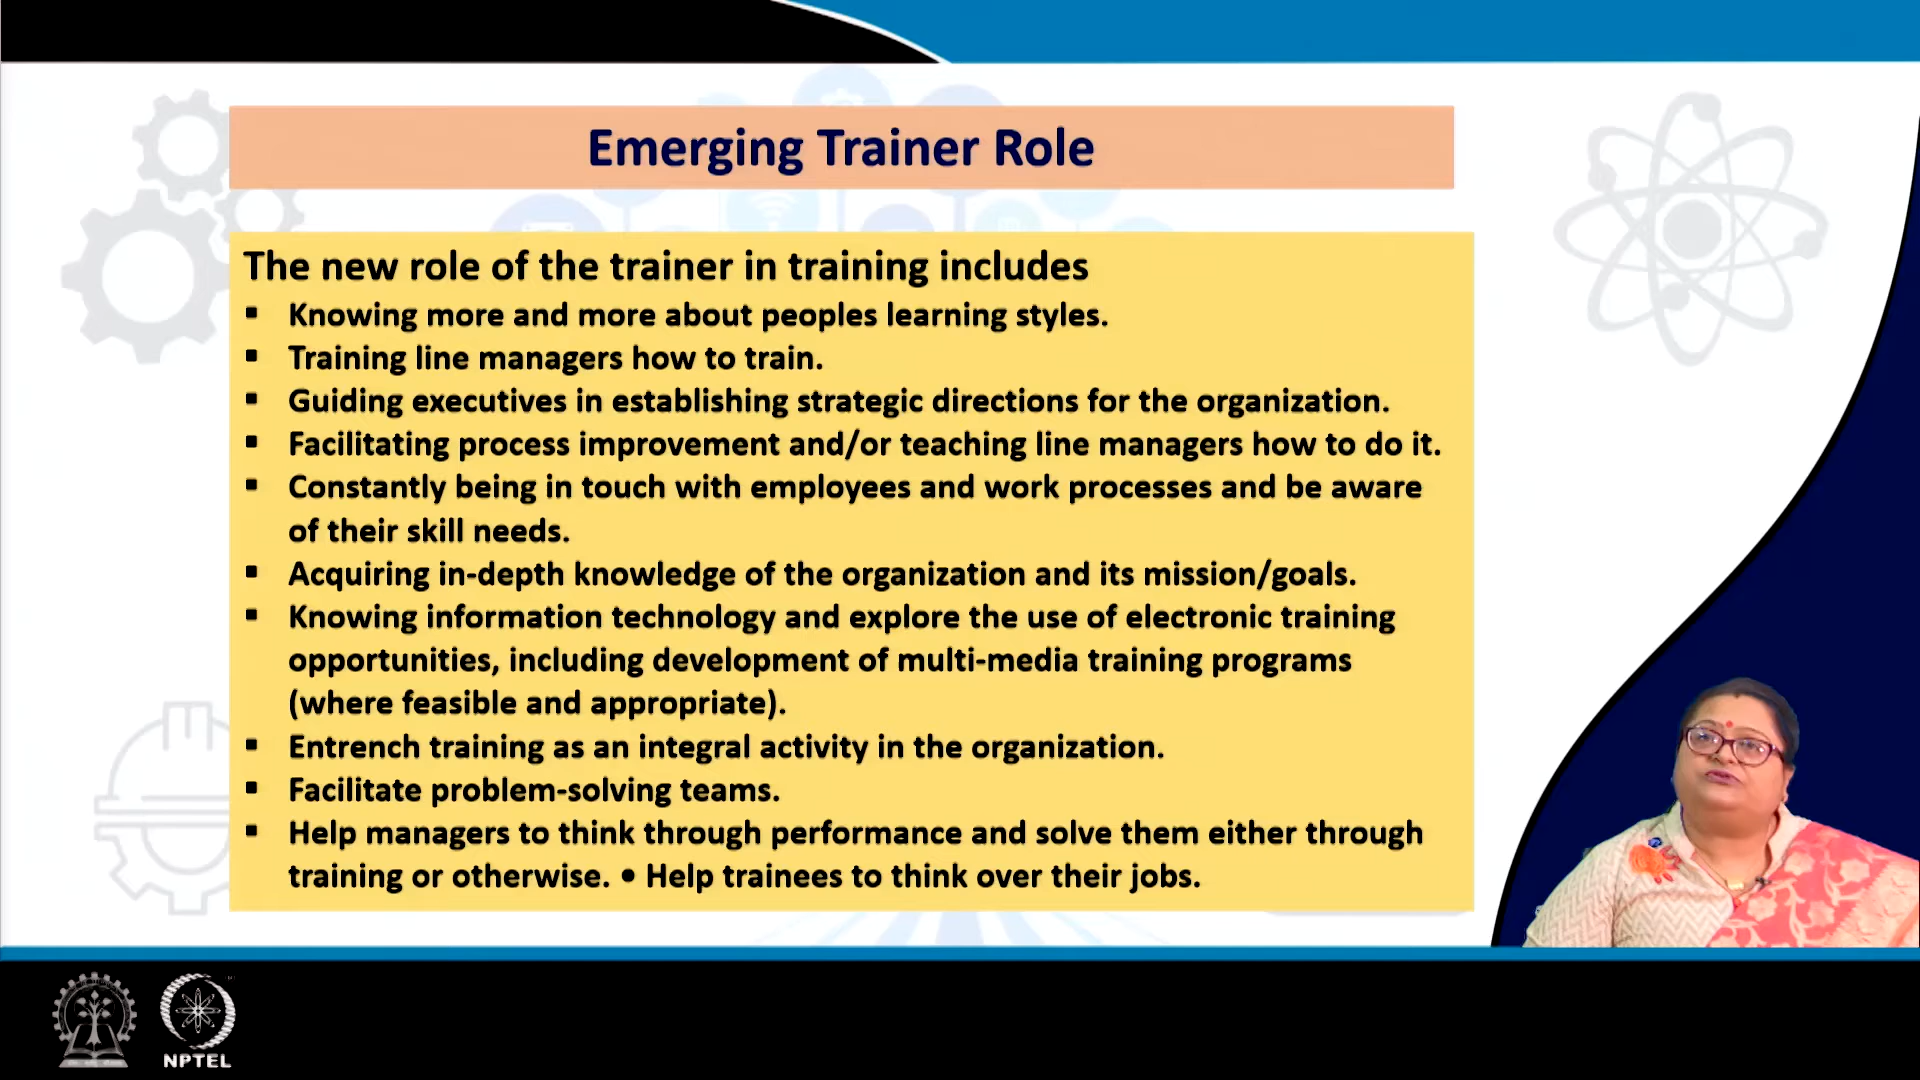 Emerging Trainer Role
The new role of the trainer in training includes
▪ Knowing more and more about peoples learning styles.
▪ Training line managers how to train.
▪ Guiding executives in establishing strategic directions for the organization.
▪ Facilitating process improvement and/or teaching line managers how to do it.
▪ Constantly being in touch with employees and work processes and be aware
of their skill needs.
▪ Acquiring in-depth knowledge of the organization and its mission/goals.
▪ Knowing information technology and explore the use of electronic training
opportunities, including development of multi-media training programs
(where feasible and appropriate).
▪ Entrench training as an integral activity in the organization.
▪ Facilitate problem-solving teams.
▪ Help managers to think through performance and solve them either through
training or otherwise. • Help trainees to think over their jobs.
NPTEL